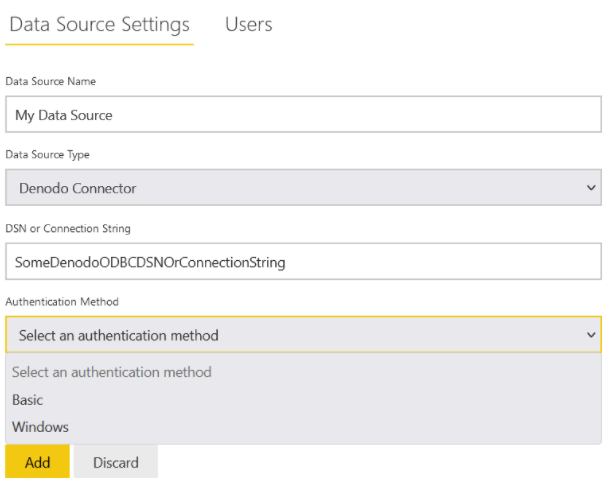 Data Source Settings Users
Data Source Name
My Data Source
Data Source Type
Denodo Connector
DSN or Connection String
SomeDenodoODBCDSNOrConnectionString
Authentication Method
Select an authentication method
Select an authentication method
Basic
Windows
Add Discard